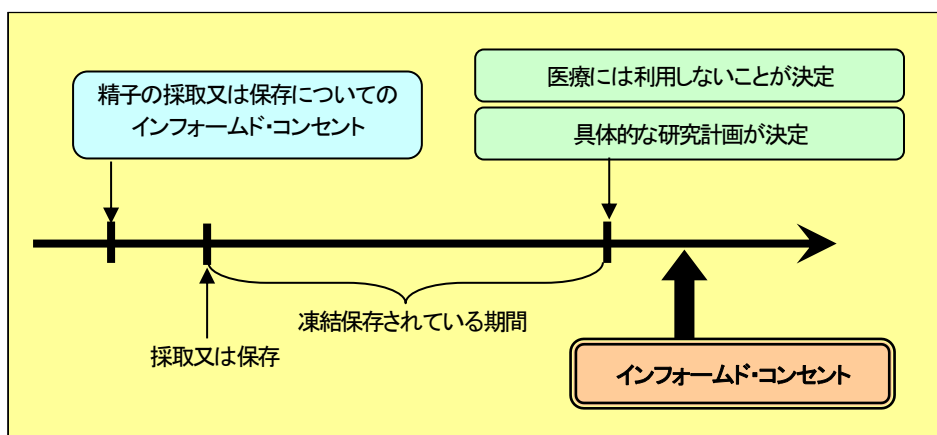 精子の採取又は保存についての
インフォームド・コンセント
医療には利用しないことが決定
具体的な研究計画が決定
凍結保存されている期間
採取又は保存
インフォームド・コンセント